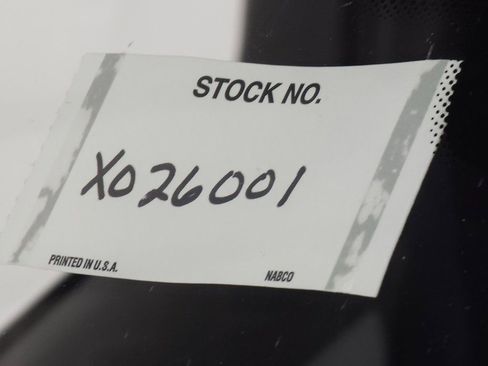 STOCK NO.
X026001
PRINTED IN U.S.A. NABCO